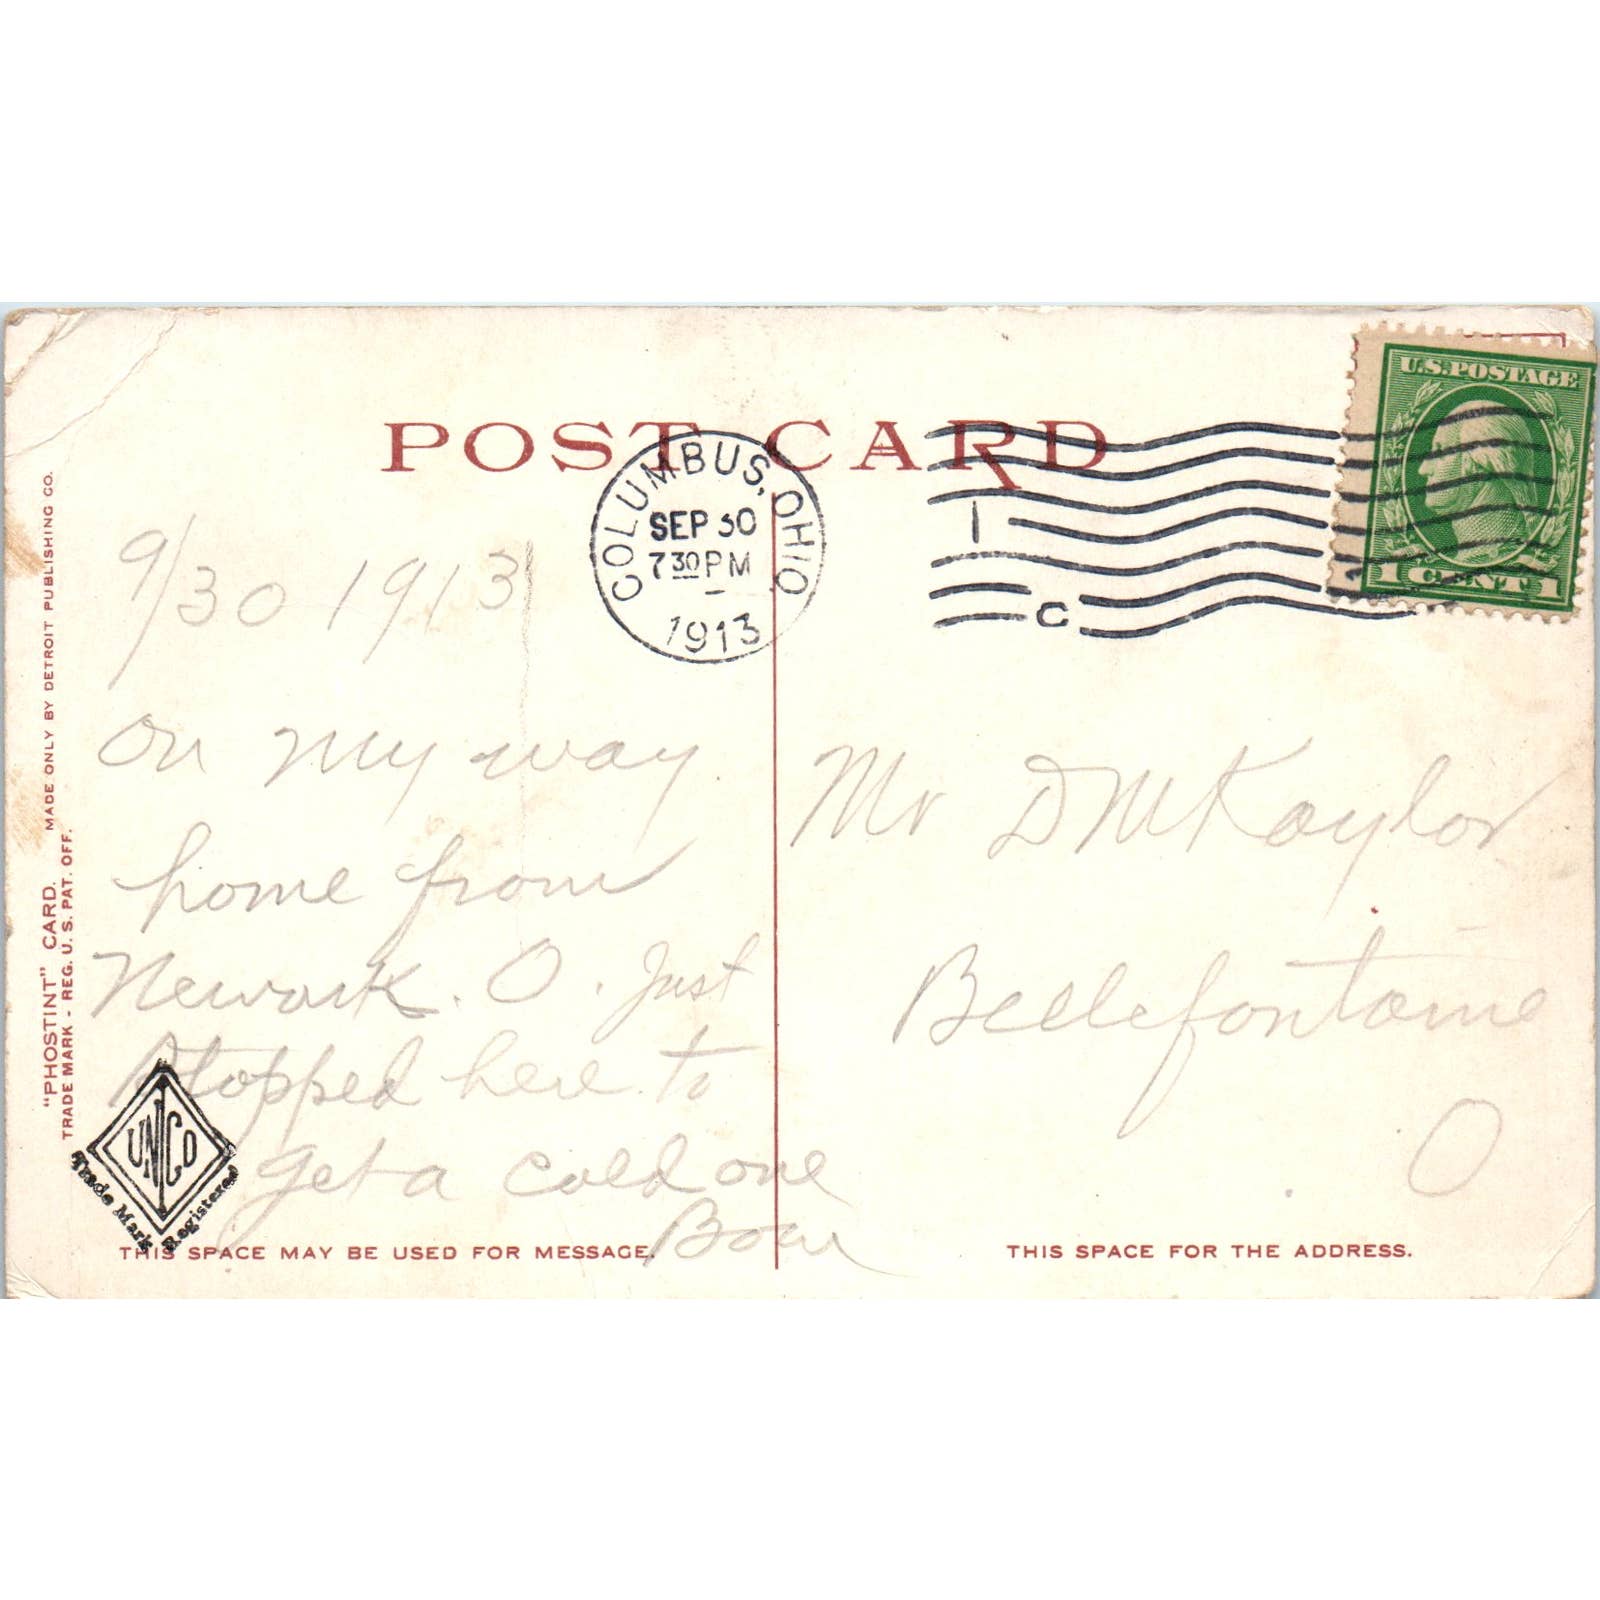 POST CARD
COLUMBUS, OHIO.
SEP 30
7 30 PM
1913
1
C
U.S. POSTAGE
1 CENT 1
"PHOSTINT" CARD. MADE ONLY BY DETROIT PUBLISHING CO.
TRADE MARK - REG. U. S. PAT. OFF.
9/30 1913
On my way
home from
Newark. O. Just
stopped here to
get a cold one
UNCO
Trade Mark Registered
THIS SPACE MAY BE USED FOR MESSAGE.
Mr D M Kaylor
Bellefontaine
O
THIS SPACE FOR THE ADDRESS.